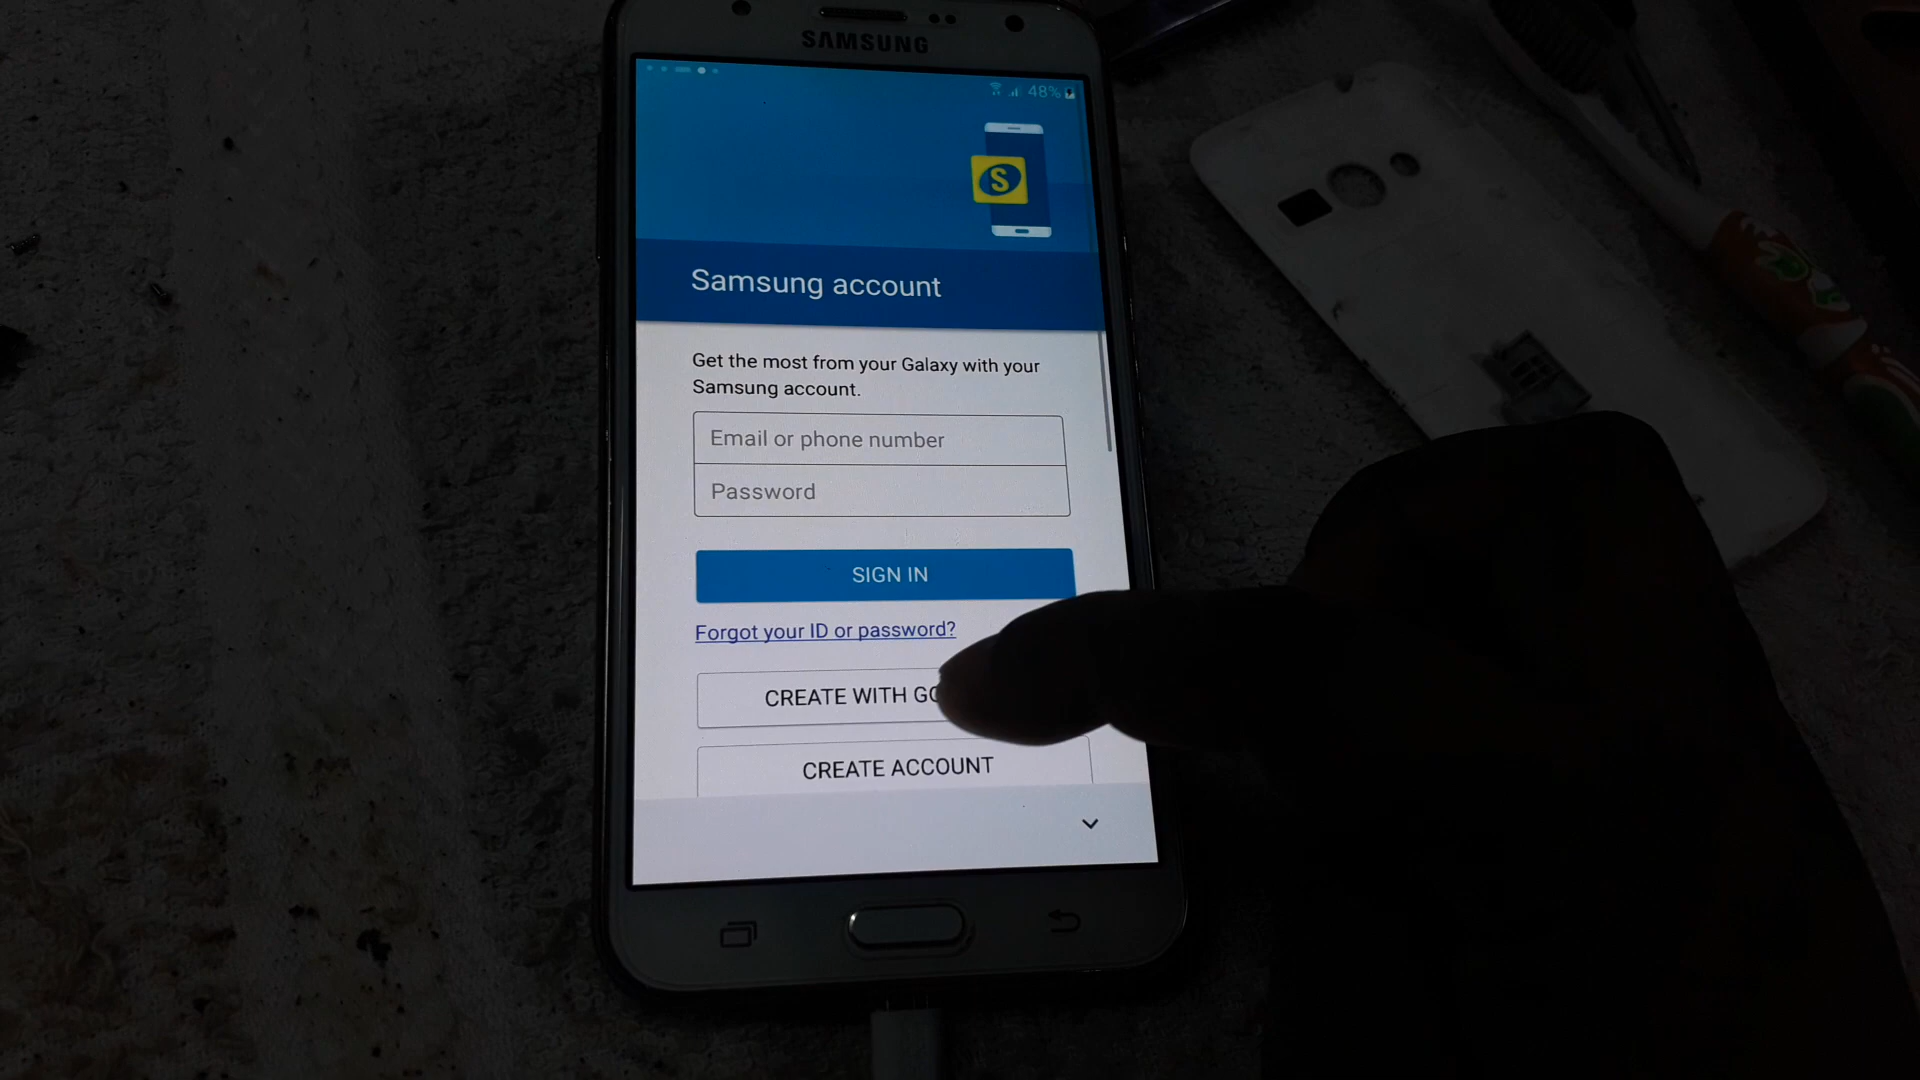 SAMSUNG
48%
S
Samsung account
Get the most from your Galaxy with your
Samsung account.
Email or phone number
Password
SIGN IN
Forgot your ID or password?
CREATE WITH
CREATE ACCOUNT